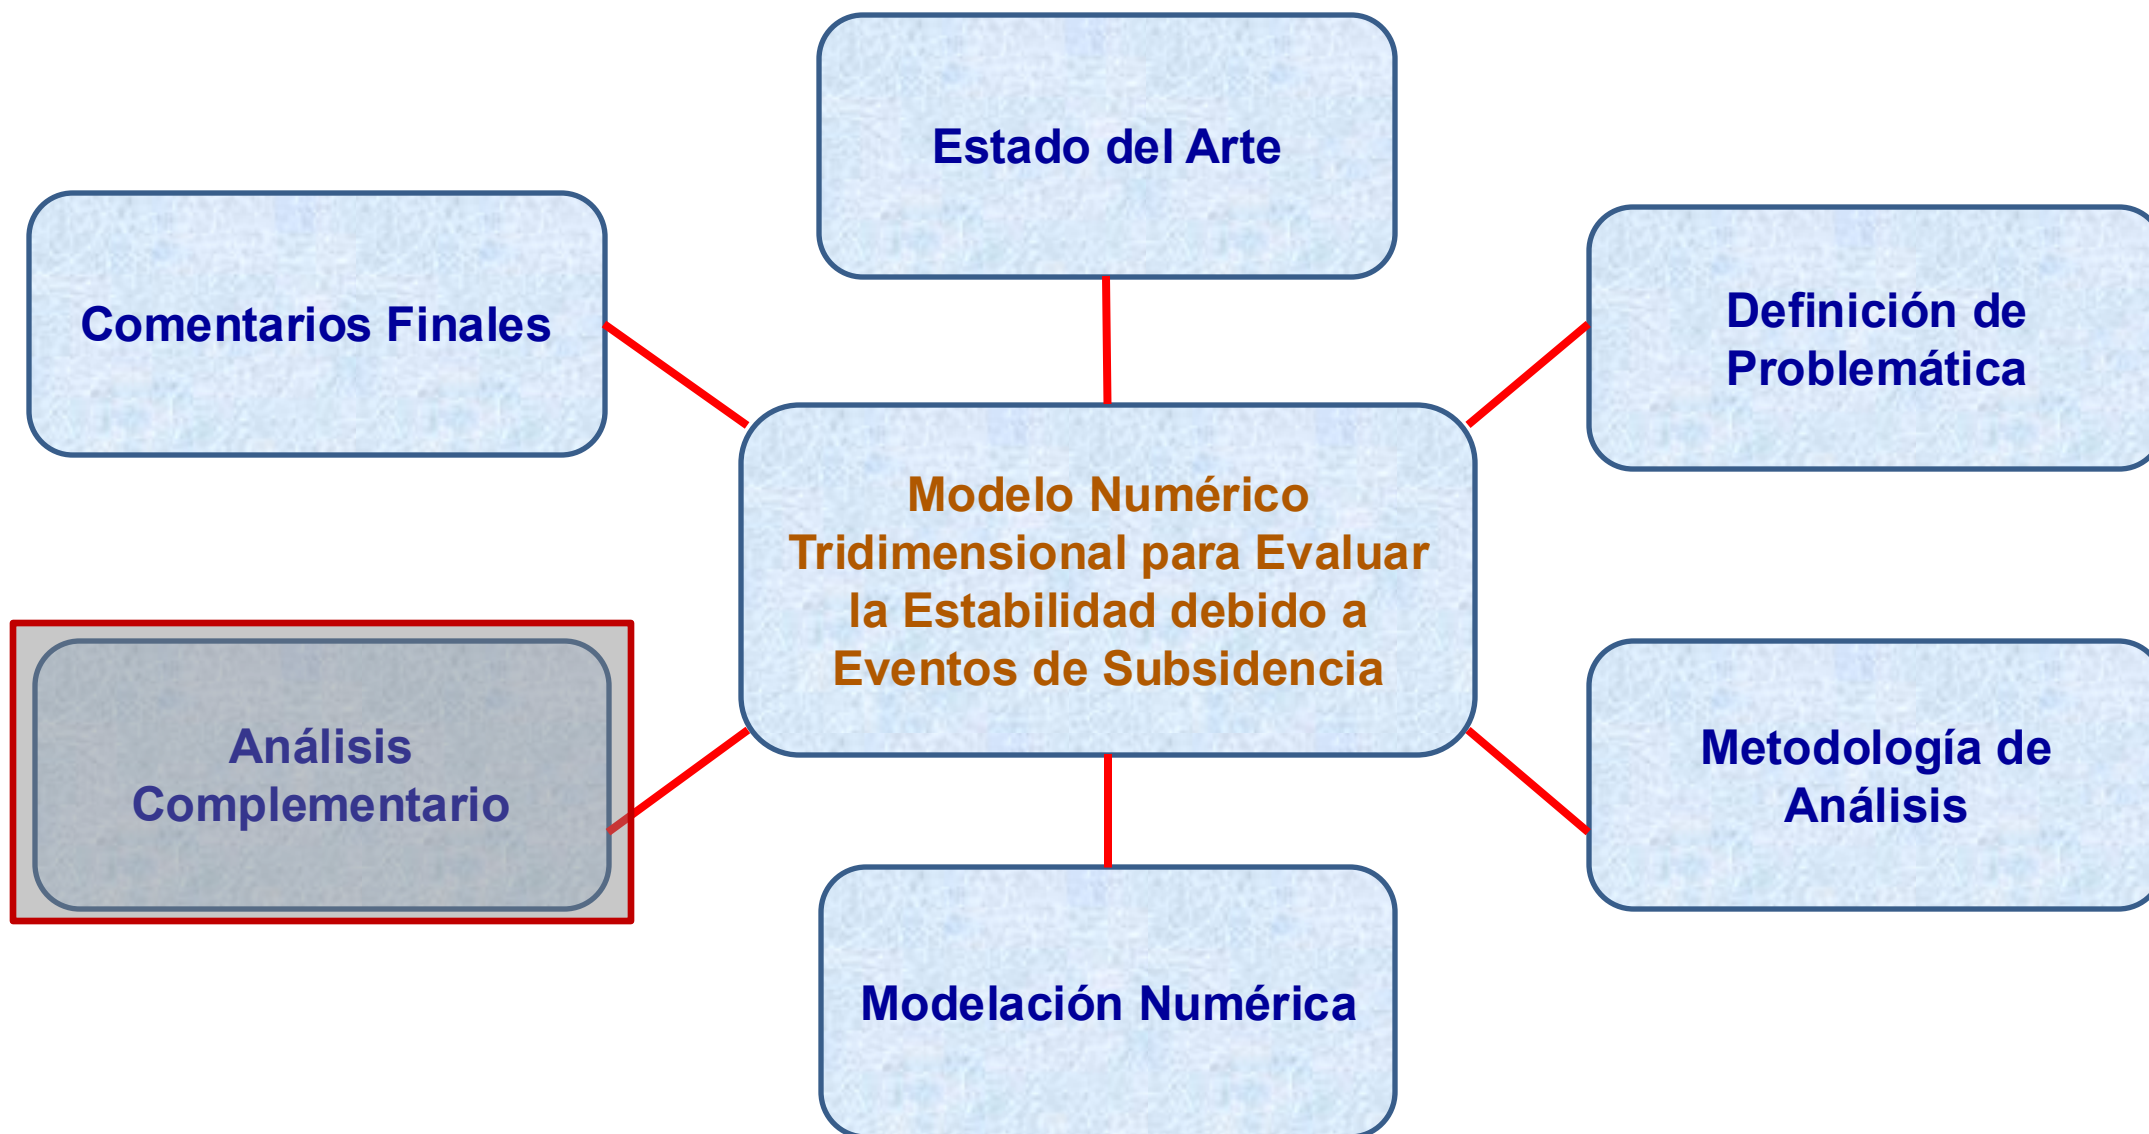 Estado del Arte
Comentarios Finales
Definición de
Problemática
Modelo Numérico
Tridimensional para Evaluar
la Estabilidad debido a
Eventos de Subsidencia
Análisis
Complementario
Metodología de
Análisis
Modelación Numérica